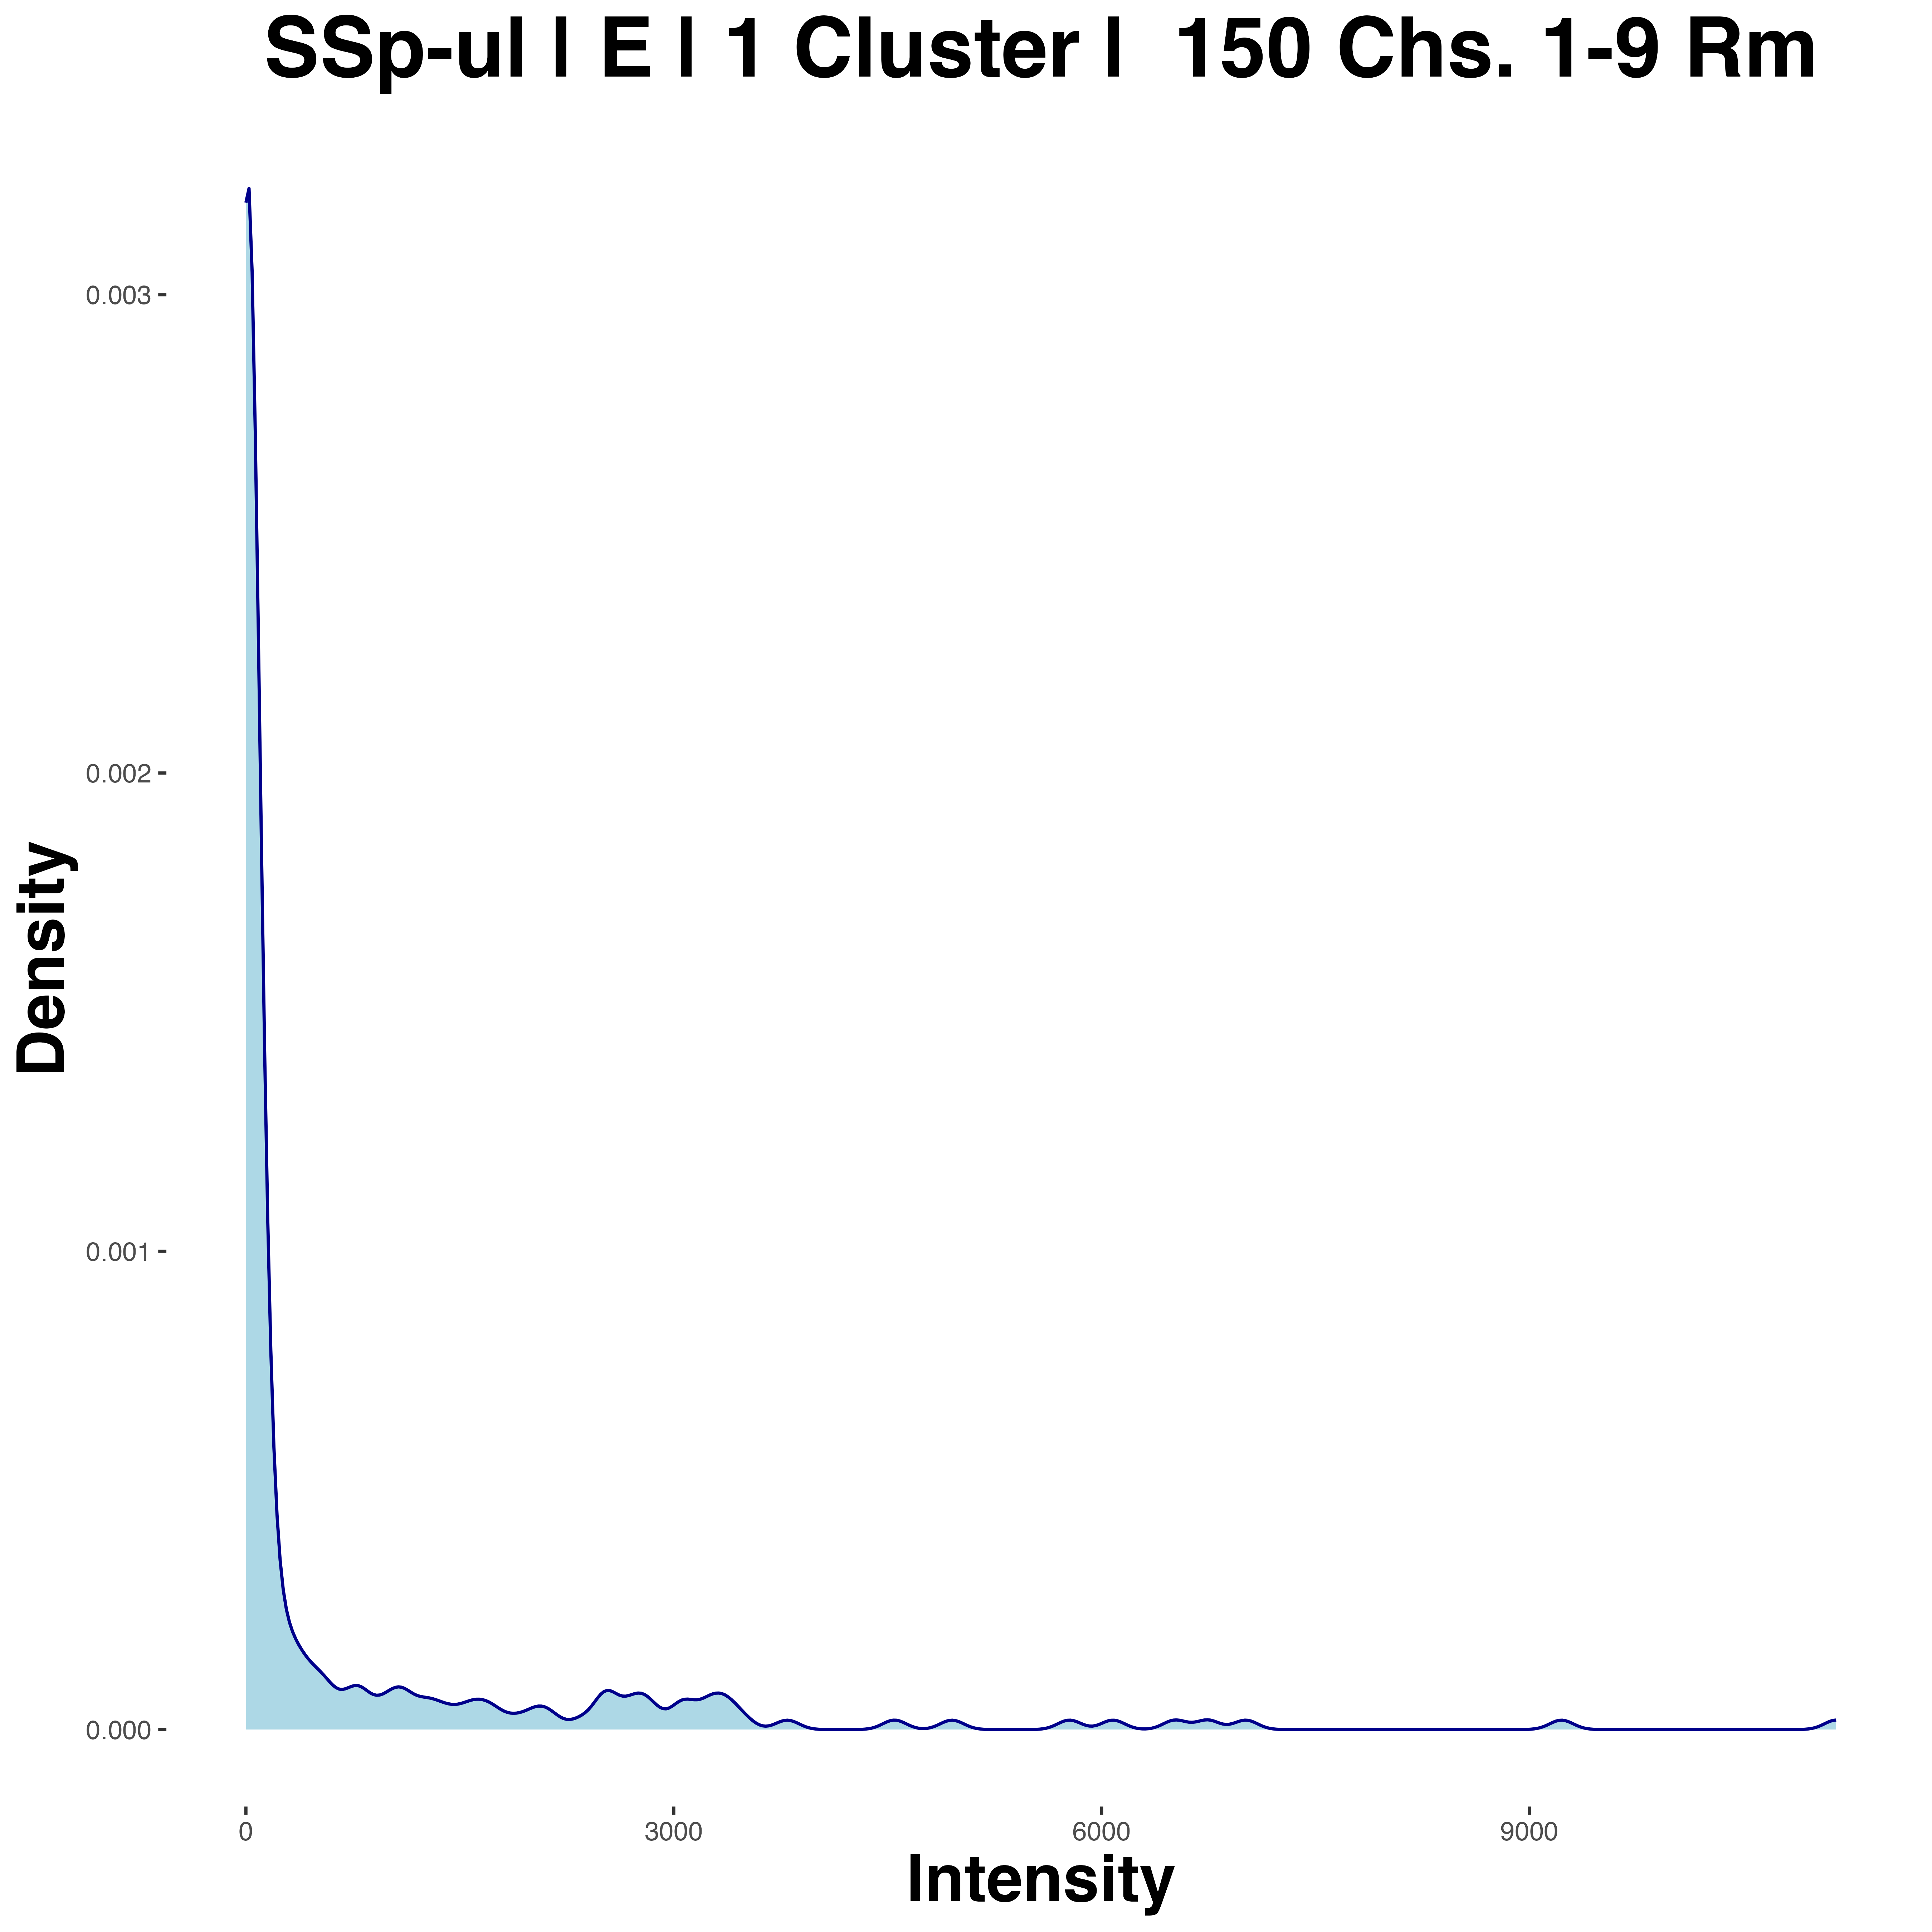 SSp-ul | E | 1 Cluster |  150 Chs. 1-9 Rm
0.003
0.002
0.001
0.000
Density
0
3000
6000
9000
Intensity